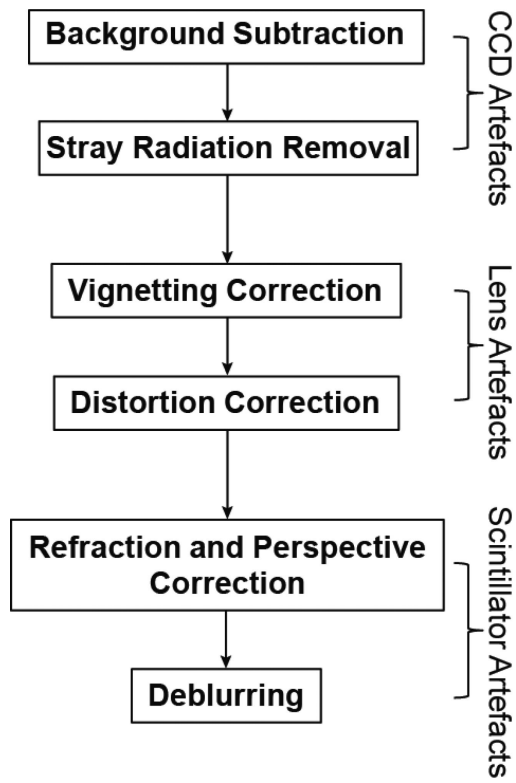 Background Subtraction
Stray Radiation Removal
CCD Artefacts
Vignetting Correction
Distortion Correction
Lens Artefacts
Refraction and Perspective
Correction
Deblurring
Scintillator Artefacts